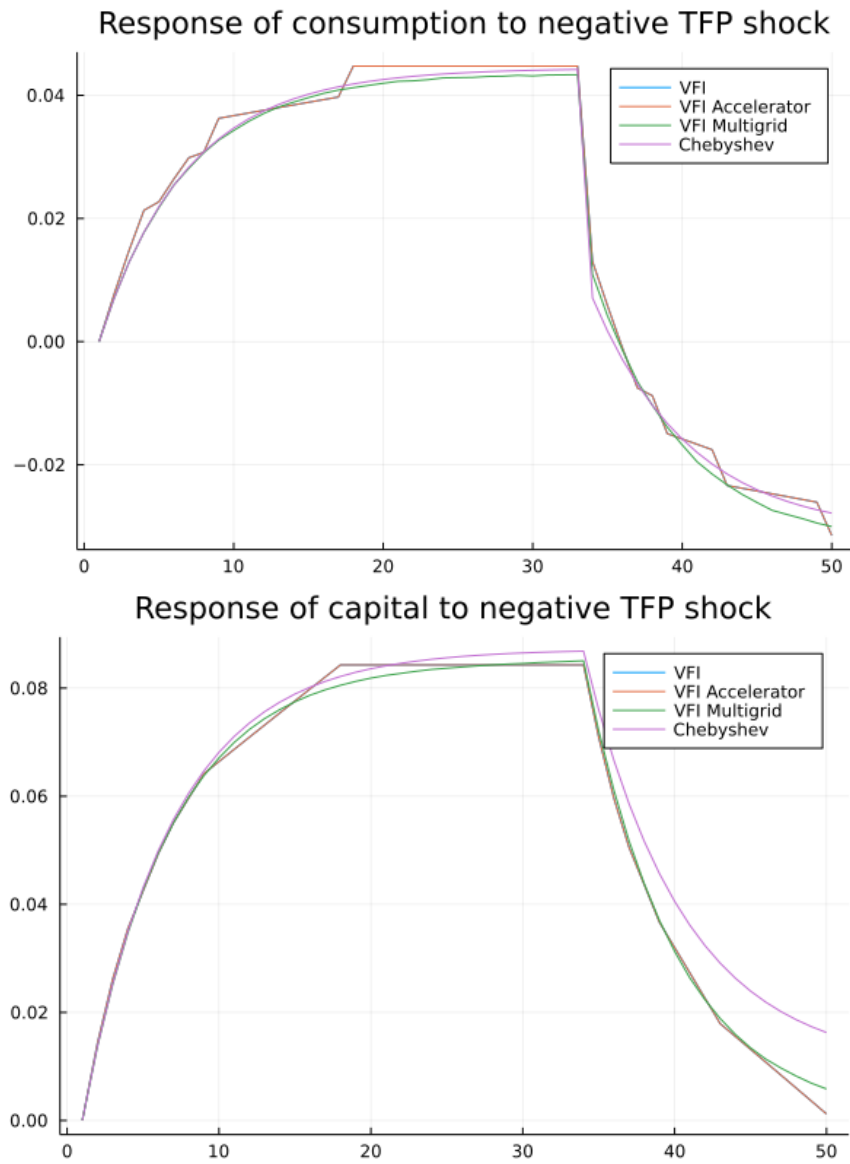 Response of consumption to negative TFP shock
0.04
0.02
0.00
−0.02
0
10
20
30
40
50
VFI
VFI Accelerator
VFI Multigrid
Chebyshev
Response of capital to negative TFP shock
0.08
0.06
0.04
0.02
0.00
0
10
20
30
40
50
VFI
VFI Accelerator
VFI Multigrid
Chebyshev